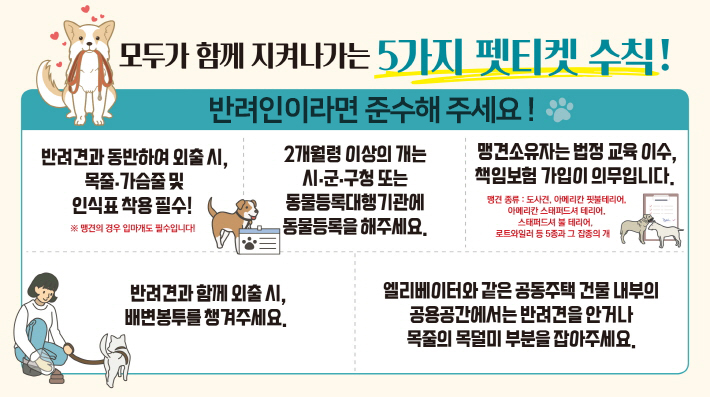 모두가 함께 지켜나가는 5가지 펫티켓 수칙!
반려인이라면 준수해 주세요!
반려견과 동반하여 외출 시,
목줄·가슴줄 및
인식표 착용 필수!
※ 맹견의 경우 입마개도 필수입니다!
2개월령 이상의 개는
시·군·구청 또는
동물등록대행기관에
동물등록을 해주세요.
맹견소유자는 법정 교육 이수,
책임보험 가입이 의무입니다.
맹견 종류 : 도사견, 아메리칸 핏불테리어,
아메리칸 스태퍼드셔 테리어,
스태퍼드셔 불 테리어,
로트와일러 등 5종과 그 잡종의 개
반려견과 함께 외출 시,
배변봉투를 챙겨주세요.
엘리베이터와 같은 공동주택 건물 내부의
공용공간에서는 반려견을 안거나
목줄의 목덜미 부분을 잡아주세요.